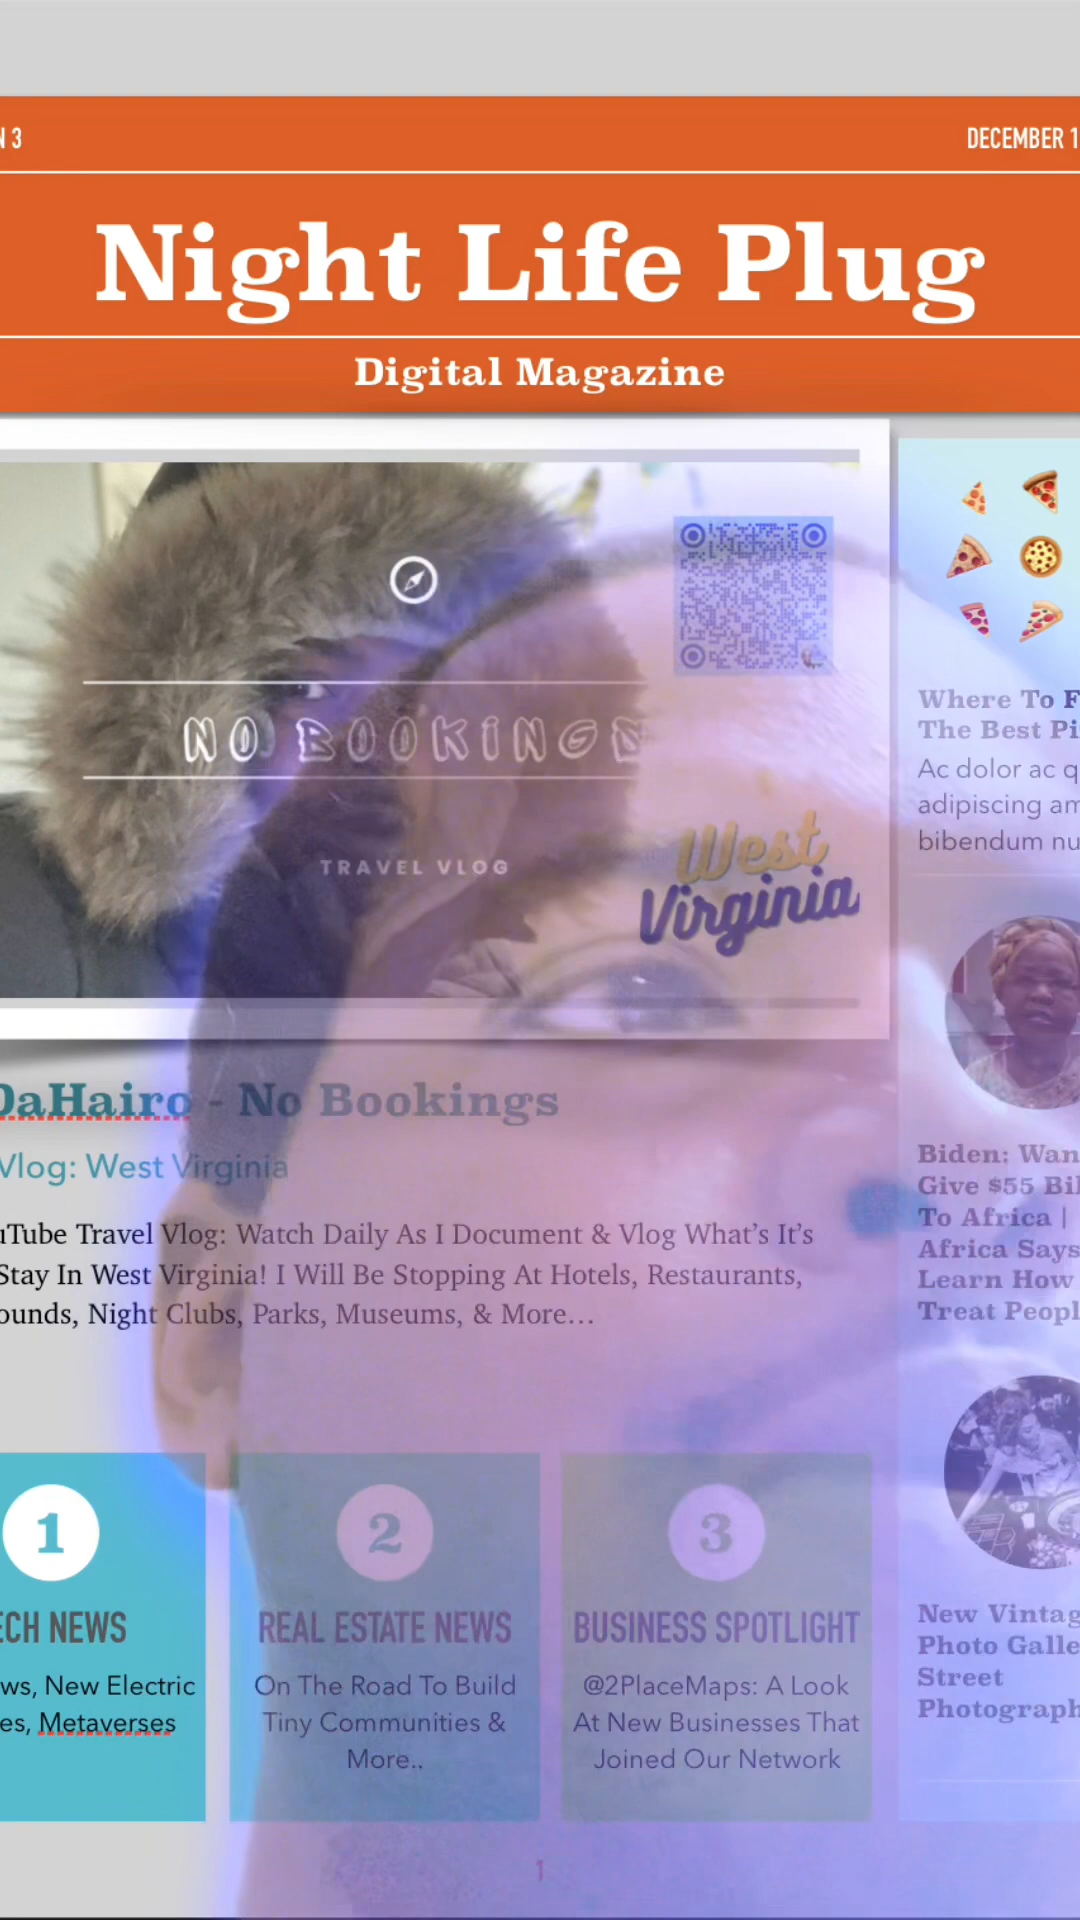 N 3
DECEMBER 1
Night Life Plug
Digital Magazine
NO BOOKINGS
TRAVEL VLOG
West
Virginia
DaHairo - No Bookings
Vlog: West Virginia
uTube Travel Vlog: Watch Daily As I Document & Vlog What’s It’s
Stay In West Virginia! I Will Be Stopping At Hotels, Restaurants,
ounds, Night Clubs, Parks, Museums, & More…
1
ECH NEWS
ws, New Electric
es, Metaverses
2
REAL ESTATE NEWS
On The Road To Build
Tiny Communities &
More..
3
BUSINESS SPOTLIGHT
@2PlaceMaps: A Look
At New Businesses That
Joined Our Network
Where To F
The Best Pi
Ac dolor ac q
adipiscing am
bibendum nu
Biden: Wan
Give $55 Bil
To Africa |
Africa Says
Learn How
Treat Peopl
New Vintag
Photo Galle
Street
Photograph
1